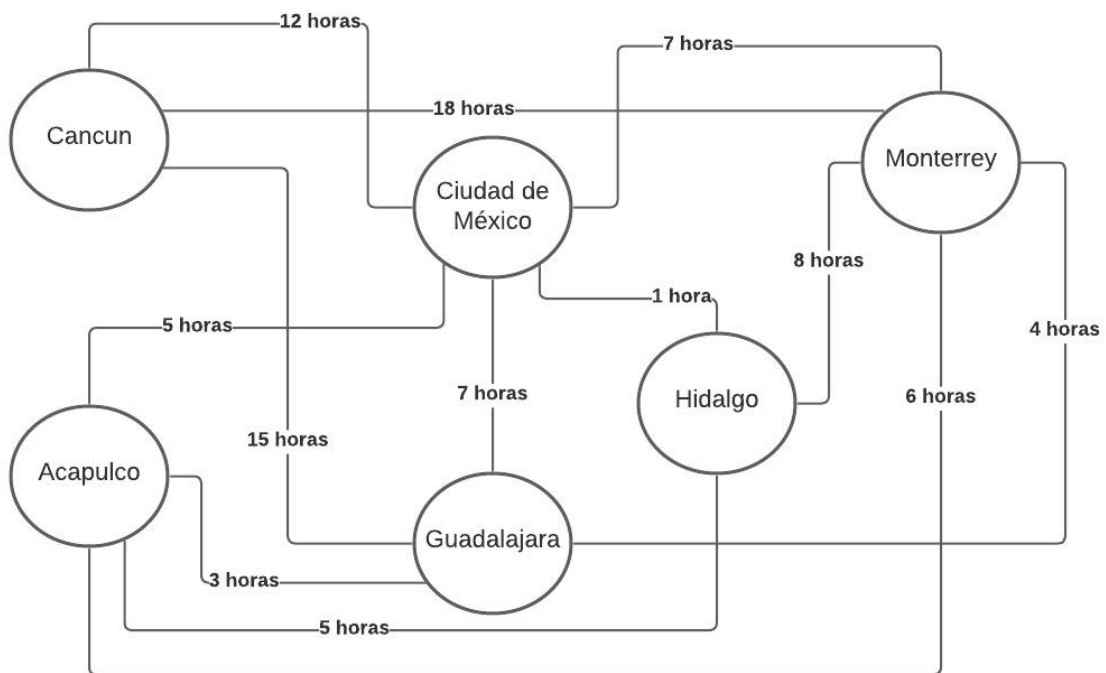 12 horas
7 horas
18 horas
Cancun
Ciudad de
México
Monterrey
8 horas
1 hora
5 horas
4 horas
7 horas
Hidalgo
6 horas
15 horas
Acapulco
Guadalajara
3 horas
5 horas